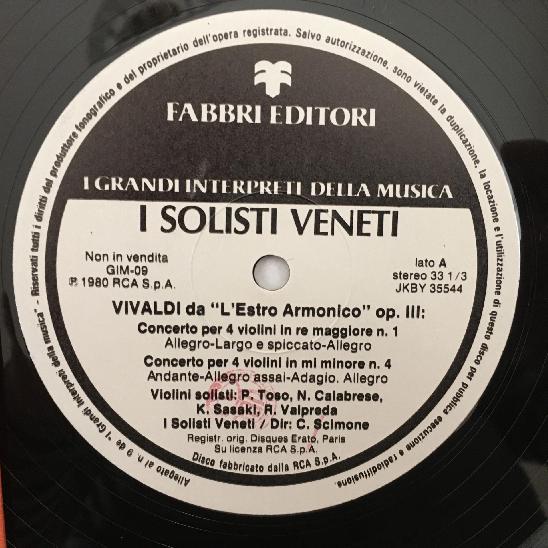 "I Grandi Interpreti della musica" - Riservati tutti i diritti del produttore fonografico e del proprietario dell'opera registrata. Salvo autorizzazione, sono vietate la duplicazione, la locazione e l'utilizzazione di questo disco per pubblica esecuzione e radiodiffusione.
FABBRI EDITORI
I GRANDI INTERPRETI DELLA MUSICA
I SOLISTI VENETI
Non in vendita
GIM-09
℗ 1980 RCA S.p.A.
lato A
stereo 33 1/3
JKBY 35544
VIVALDI da "L'Estro Armonico" op. III:
Concerto per 4 violini in re maggiore n. 1
Allegro-Largo e spiccato-Allegro
Concerto per 4 violini in mi minore n. 4
Andante-Allegro assai-Adagio. Allegro
Violini solisti: P. Toso, N. Calabrese,
K. Sasaki, R. Valpreda
I Solisti Veneti / Dir: C. Scimone
Registr. orig. Disques Erato, Paris
Su licenza RCA S.p.A.
Disco fabbricato dalla RCA S.p.A.
Allegato al n. 9 de